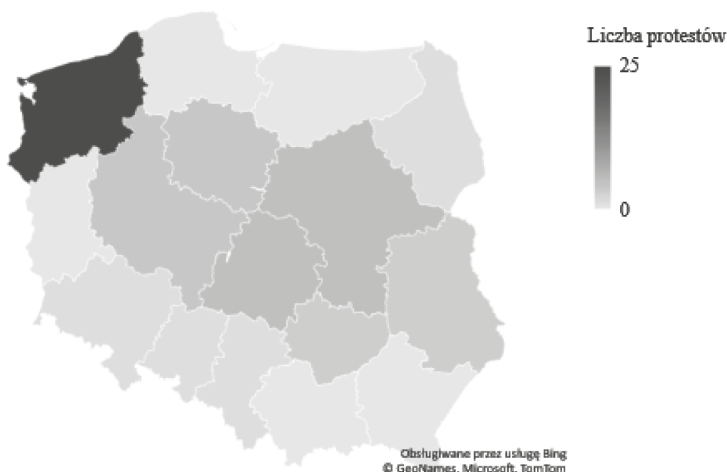 Liczba protestów
25
0
Obsługiwane przez usługę Bing
© GeoNames, Microsoft, TomTom